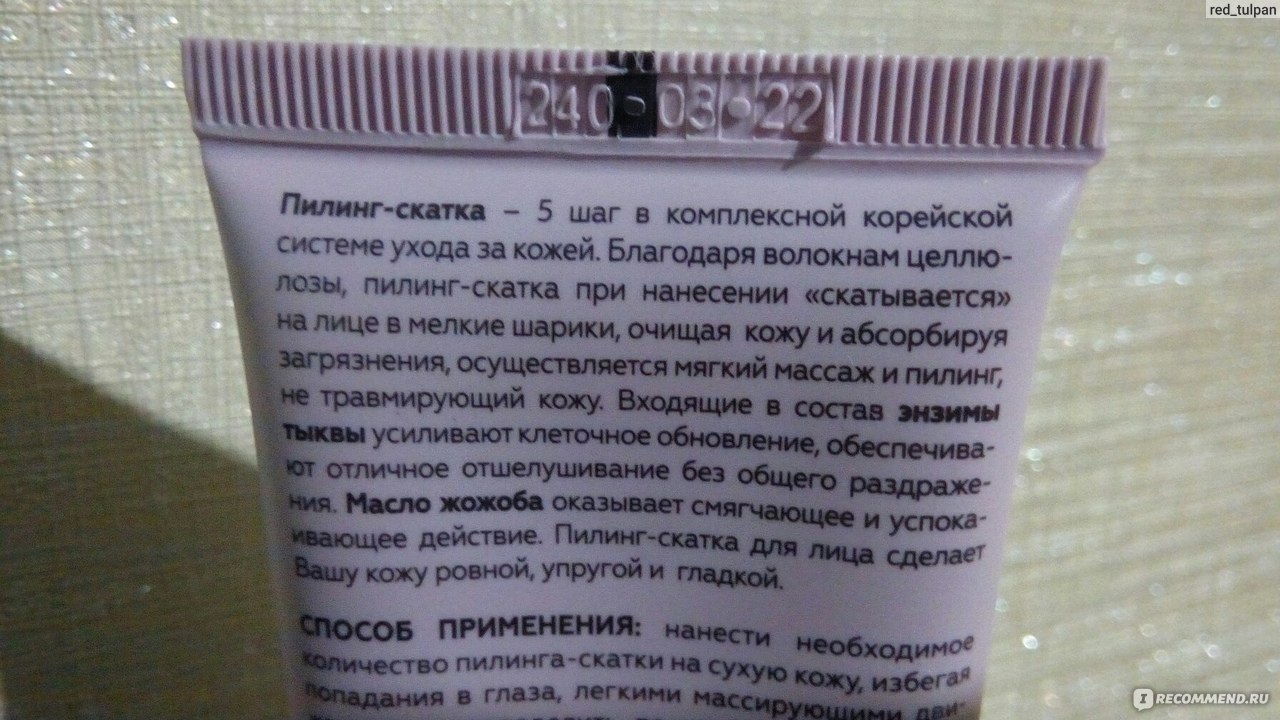 red_tulpan
240-03.22
Пилинг-скатка – 5 шаг в комплексной корейской
системе ухода за кожей. Благодаря волокнам целлю-
лозы, пилинг-скатка при нанесении «скатывается»
на лице в мелкие шарики, очищая кожу и абсорбируя
загрязнения, осуществляется мягкий массаж и пилинг,
не травмирующий кожу. Входящие в состав энзимы
тыквы усиливают клеточное обновление, обеспечива-
ют отличное отшелушивание без общего раздраже-
ния. Масло жожоба оказывает смягчающее и успока-
ивающее действие. Пилинг-скатка для лица сделает
Вашу кожу ровной, упругой и гладкой.
СПОСОБ ПРИМЕНЕНИЯ: нанести необходимое
количество пилинга-скатки на сухую кожу, избегая
попадания в глаза, легкими массирующими дви-
I RECOMMEND.RU